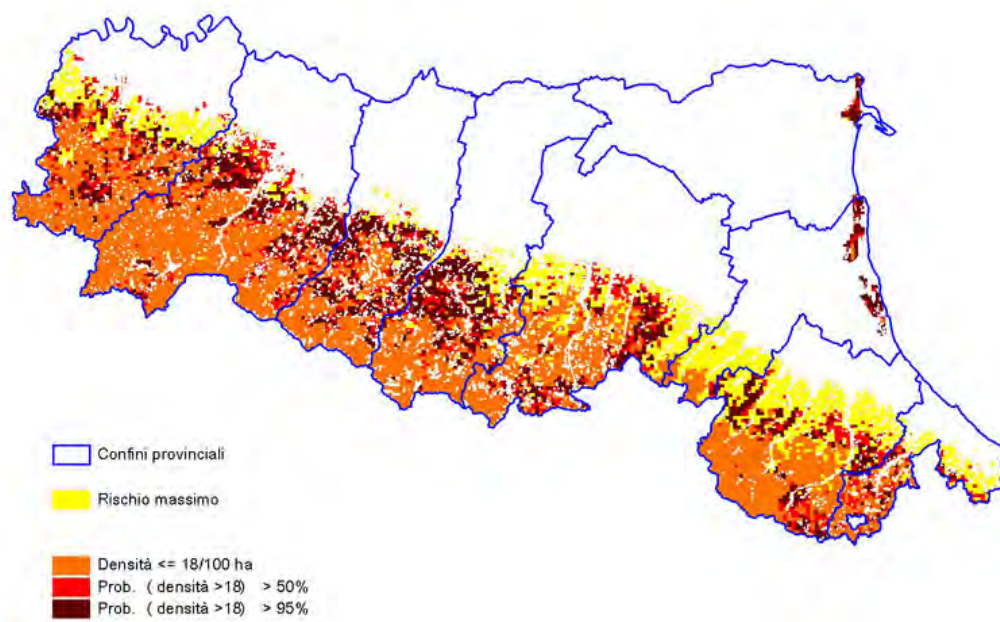 Confini provinciali
Rischio massimo
Densità <= 18/100 ha
Prob. ( densità >18) > 50%
Prob. ( densità >18) > 95%